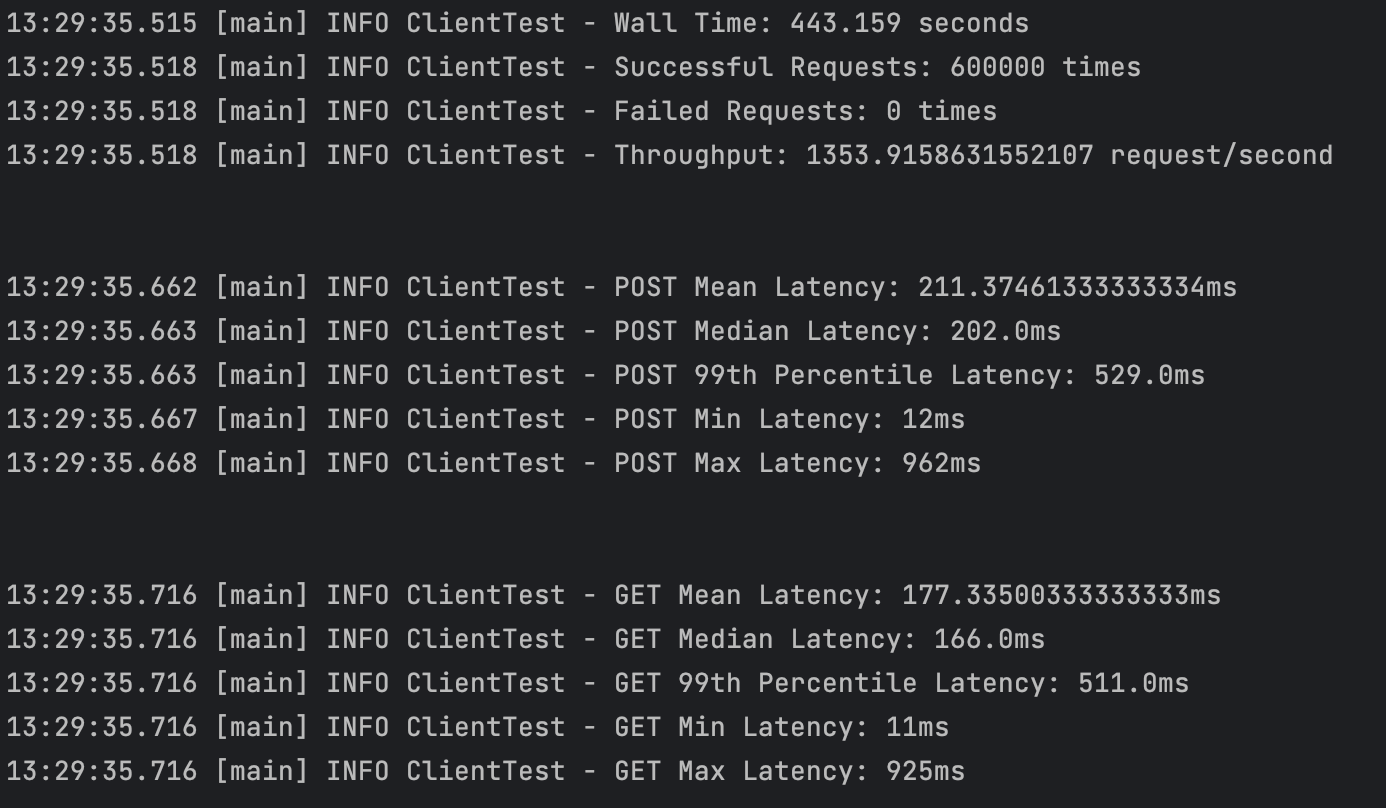 13:29:35.515 [main] INFO ClientTest - Wall Time: 443.159 seconds
13:29:35.518 [main] INFO ClientTest - Successful Requests: 600000 times
13:29:35.518 [main] INFO ClientTest - Failed Requests: 0 times
13:29:35.518 [main] INFO ClientTest - Throughput: 1353.9158631552107 request/second
13:29:35.662 [main] INFO ClientTest - POST Mean Latency: 211.37461333333334ms
13:29:35.663 [main] INFO ClientTest - POST Median Latency: 202.0ms
13:29:35.663 [main] INFO ClientTest - POST 99th Percentile Latency: 529.0ms
13:29:35.667 [main] INFO ClientTest - POST Min Latency: 12ms
13:29:35.668 [main] INFO ClientTest - POST Max Latency: 962ms
13:29:35.716 [main] INFO ClientTest - GET Mean Latency: 177.33500333333333ms
13:29:35.716 [main] INFO ClientTest - GET Median Latency: 166.0ms
13:29:35.716 [main] INFO ClientTest - GET 99th Percentile Latency: 511.0ms
13:29:35.716 [main] INFO ClientTest - GET Min Latency: 11ms
13:29:35.716 [main] INFO ClientTest - GET Max Latency: 925ms